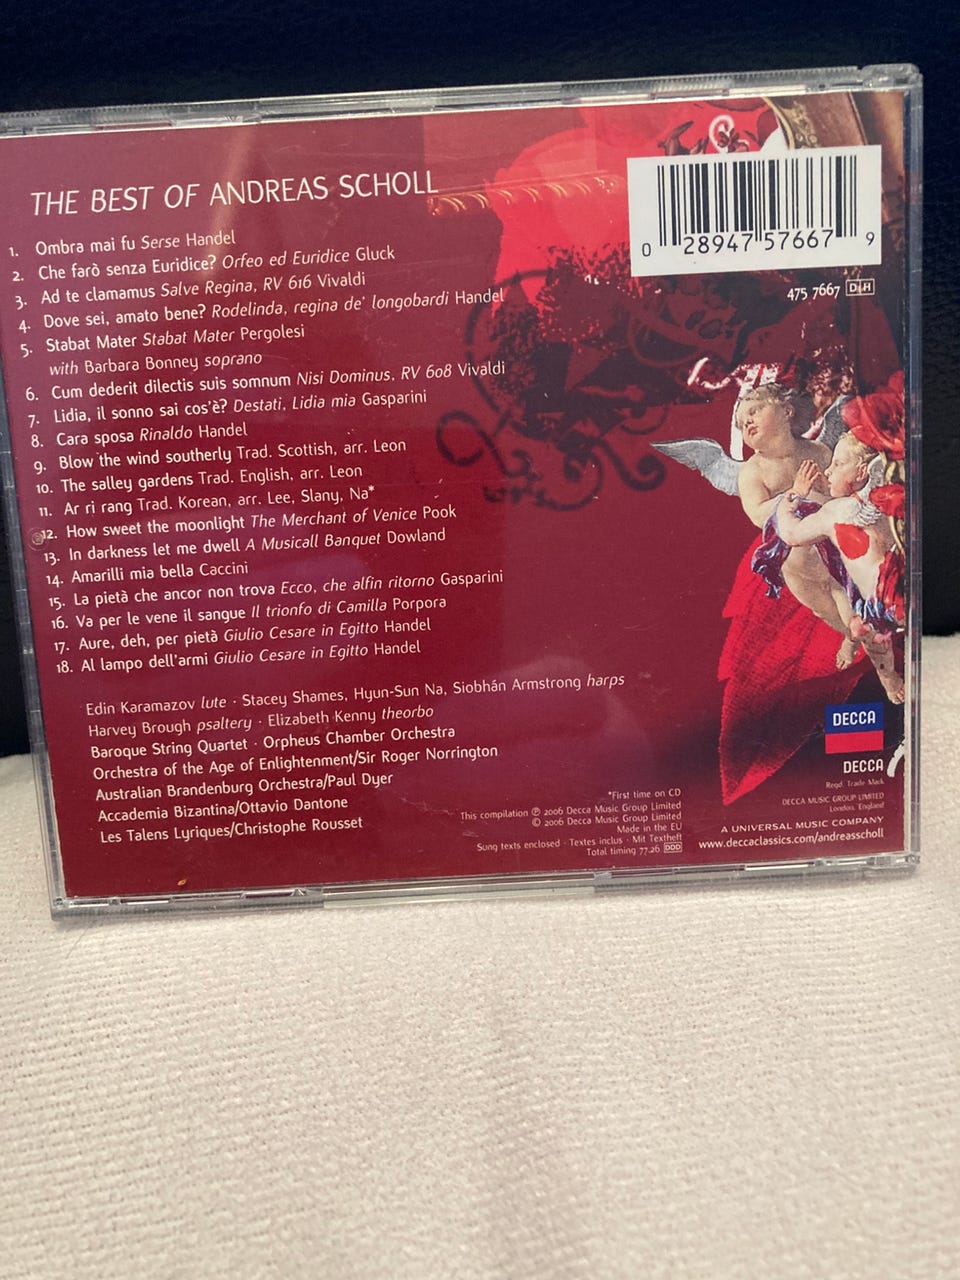 THE BEST OF ANDREAS SCHOLL
1. Ombra mai fu Serse Handel
2. Che farò senza Euridice? Orfeo ed Euridice Gluck
3. Ad te clamamus Salve Regina, RV 616 Vivaldi
4. Dove sei, amato bene? Rodelinda, regina de' longobardi Handel
5. Stabat Mater Stabat Mater Pergolesi
with Barbara Bonney soprano
6. Cum dederit dilectis suis somnum Nisi Dominus, RV 608 Vivaldi
7. Lidia, il sonno sai cos'è? Destati, Lidia mia Gasparini
8. Cara sposa Rinaldo Handel
9. Blow the wind southerly Trad. Scottish, arr. Leon
10. The salley gardens Trad. English, arr. Leon
11. Ar ri rang Trad. Korean, arr. Lee, Slany, Na*
12. How sweet the moonlight The Merchant of Venice Pook
13. In darkness let me dwell A Musicall Banquet Dowland
14. Amarilli mia bella Caccini
15. La pietà che ancor non trova Ecco, che alfin ritorno Gasparini
16. Va per le vene il sangue Il trionfo di Camilla Porpora
17. Aure, deh, per pietà Giulio Cesare in Egitto Handel
18. Al lampo dell'armi Giulio Cesare in Egitto Handel
Edin Karamazov lute · Stacey Shames, Hyun-Sun Na, Siobhán Armstrong harps
Harvey Brough psaltery · Elizabeth Kenny theorbo
Baroque String Quartet · Orpheus Chamber Orchestra
Orchestra of the Age of Enlightenment/Sir Roger Norrington
Australian Brandenburg Orchestra/Paul Dyer
Accademia Bizantina/Ottavio Dantone
Les Talens Lyriques/Christophe Rousset
*First time on CD
This compilation ℗ 2006 Decca Music Group Limited
© 2006 Decca Music Group Limited
Made in the EU
Sung texts enclosed · Textes inclus · Mit Textheft
Total timing 77.26 DDD
0 28947 57667 9
475 7667 DLH
DECCA
DECCA
Regd. Trade Mark
DECCA MUSIC GROUP LIMITED
London, England
A UNIVERSAL MUSIC COMPANY
www.deccaclassics.com/andreasscholl